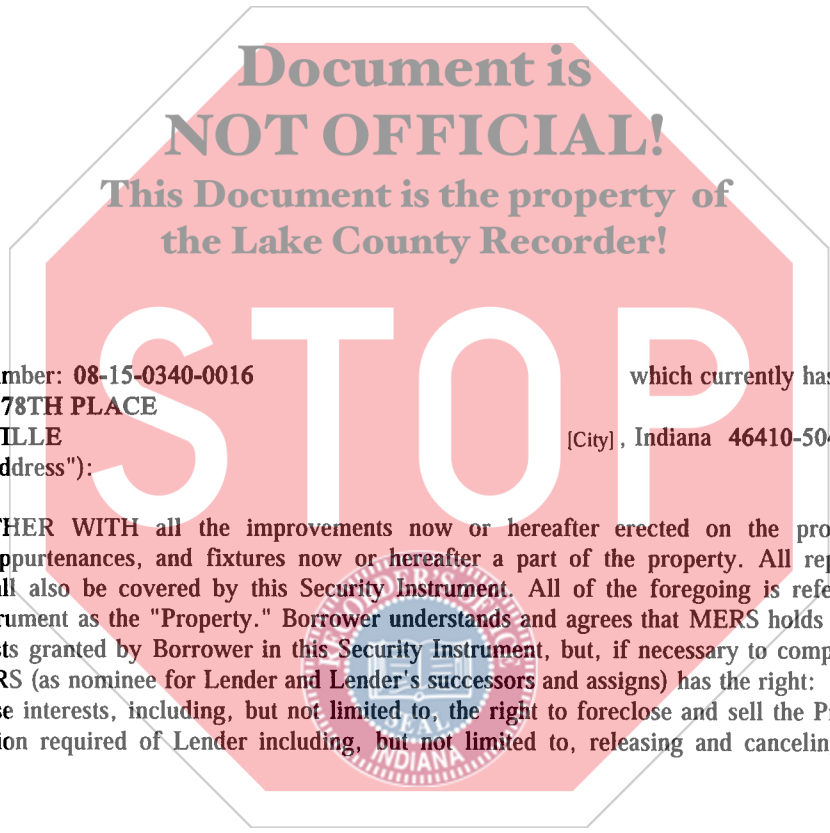 Document is
NOT OFFICIAL!
This Document is the property of
the Lake County Recorder!
STOP
mber: 08-15-0340-0016 which currently has
78TH PLACE
ILLE [City] , Indiana 46410-504
ddress"):
THER WITH all the improvements now or hereafter erected on the pro
ppurtenances, and fixtures now or hereafter a part of the property. All rep
ll also be covered by this Security Instrument. All of the foregoing is refe
rument as the "Property." Borrower understands and agrees that MERS holds
ts granted by Borrower in this Security Instrument, but, if necessary to comp
RS (as nominee for Lender and Lender's successors and assigns) has the right:
se interests, including, but not limited to, the right to foreclose and sell the P
ion required of Lender including, but not limited to, releasing and cancelin
RECORDER'S OFFICE
SEAL
INDIANA